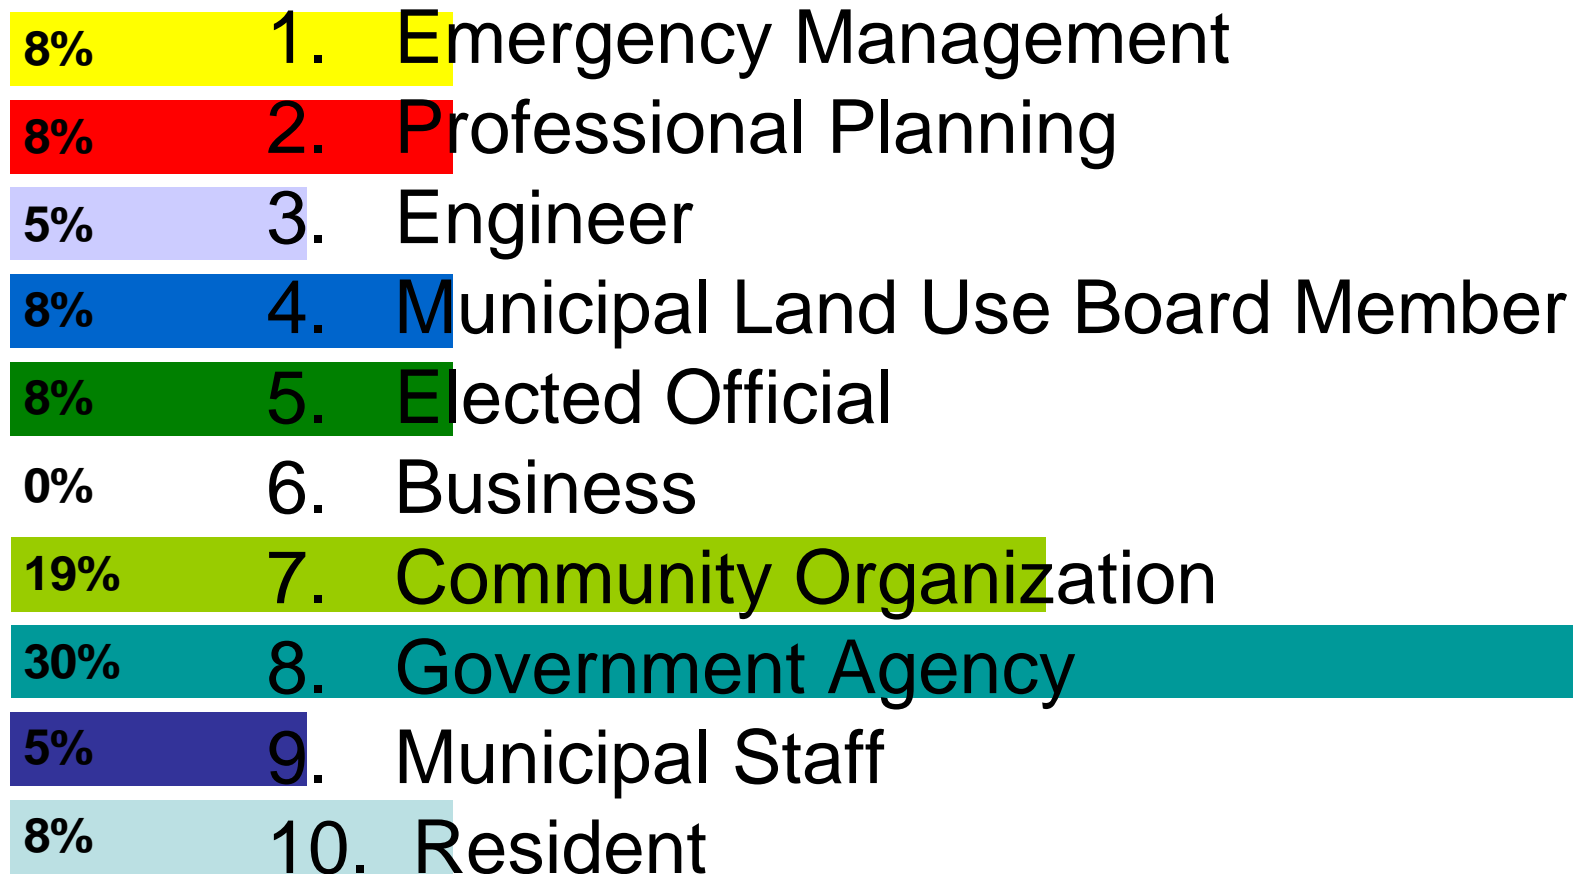 8% 1. Emergency Management
8% 2. Professional Planning
5% 3. Engineer
8% 4. Municipal Land Use Board Member
8% 5. Elected Official
0% 6. Business
19% 7. Community Organization
30% 8. Government Agency
5% 9. Municipal Staff
8% 10. Resident